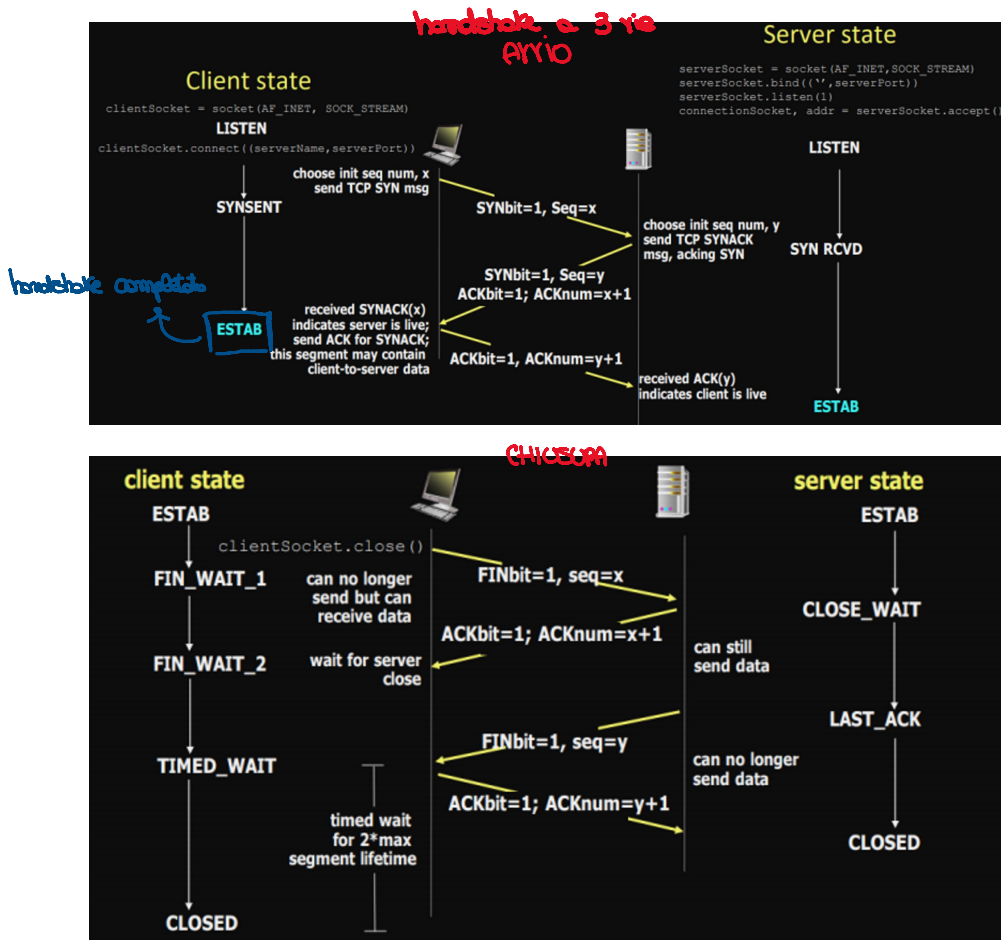 handshake a 3 vie
AVVIO
Server state
Client state
serverSocket = socket(AF_INET,SOCK_STREAM)
serverSocket.bind(('',serverPort))
serverSocket.listen(1)
connectionSocket, addr = serverSocket.accept()
clientSocket = socket(AF_INET, SOCK_STREAM)
LISTEN
clientSocket.connect((serverName,serverPort))
LISTEN
choose init seq num, x
send TCP SYN msg
SYNSENT
SYNbit=1, Seq=x
choose init seq num, y
send TCP SYNACK
msg, acking SYN
SYN RCVD
SYNbit=1, Seq=y
ACKbit=1; ACKnum=x+1
handshake completato
ESTAB
received SYNACK(x)
indicates server is live;
send ACK for SYNACK;
this segment may contain
client-to-server data
ACKbit=1, ACKnum=y+1
received ACK(y)
indicates client is live
ESTAB
CHIUSURA
client state
server state
ESTAB
ESTAB
clientSocket.close()
FIN_WAIT_1
can no longer
send but can
receive data
FINbit=1, seq=x
CLOSE_WAIT
ACKbit=1; ACKnum=x+1
FIN_WAIT_2
wait for server
close
can still
send data
LAST_ACK
FINbit=1, seq=y
TIMED_WAIT
can no longer
send data
ACKbit=1; ACKnum=y+1
timed wait
for 2*max
segment lifetime
CLOSED
CLOSED